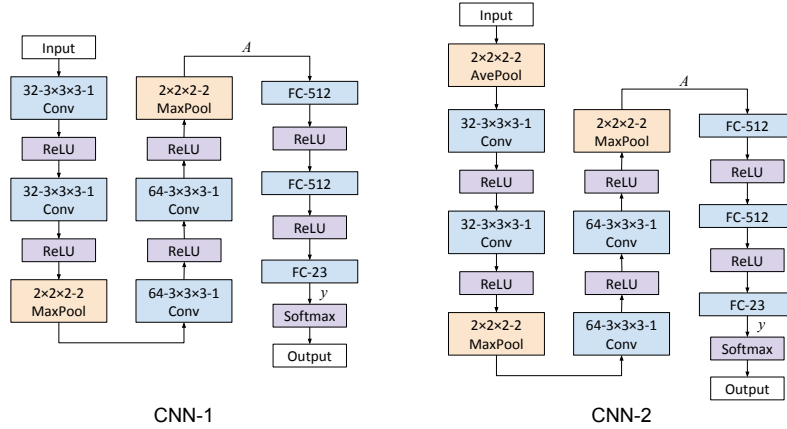 Input
32-3×3×3-1
Conv
ReLU
32-3×3×3-1
Conv
ReLU
2×2×2-2
MaxPool
64-3×3×3-1
Conv
ReLU
64-3×3×3-1
Conv
ReLU
2×2×2-2
MaxPool
A
FC-512
ReLU
FC-512
ReLU
FC-23
y
Softmax
Output
CNN-1
Input
2×2×2-2
AvePool
32-3×3×3-1
Conv
ReLU
32-3×3×3-1
Conv
ReLU
2×2×2-2
MaxPool
64-3×3×3-1
Conv
ReLU
64-3×3×3-1
Conv
ReLU
2×2×2-2
MaxPool
A
FC-512
ReLU
FC-512
ReLU
FC-23
y
Softmax
Output
CNN-2